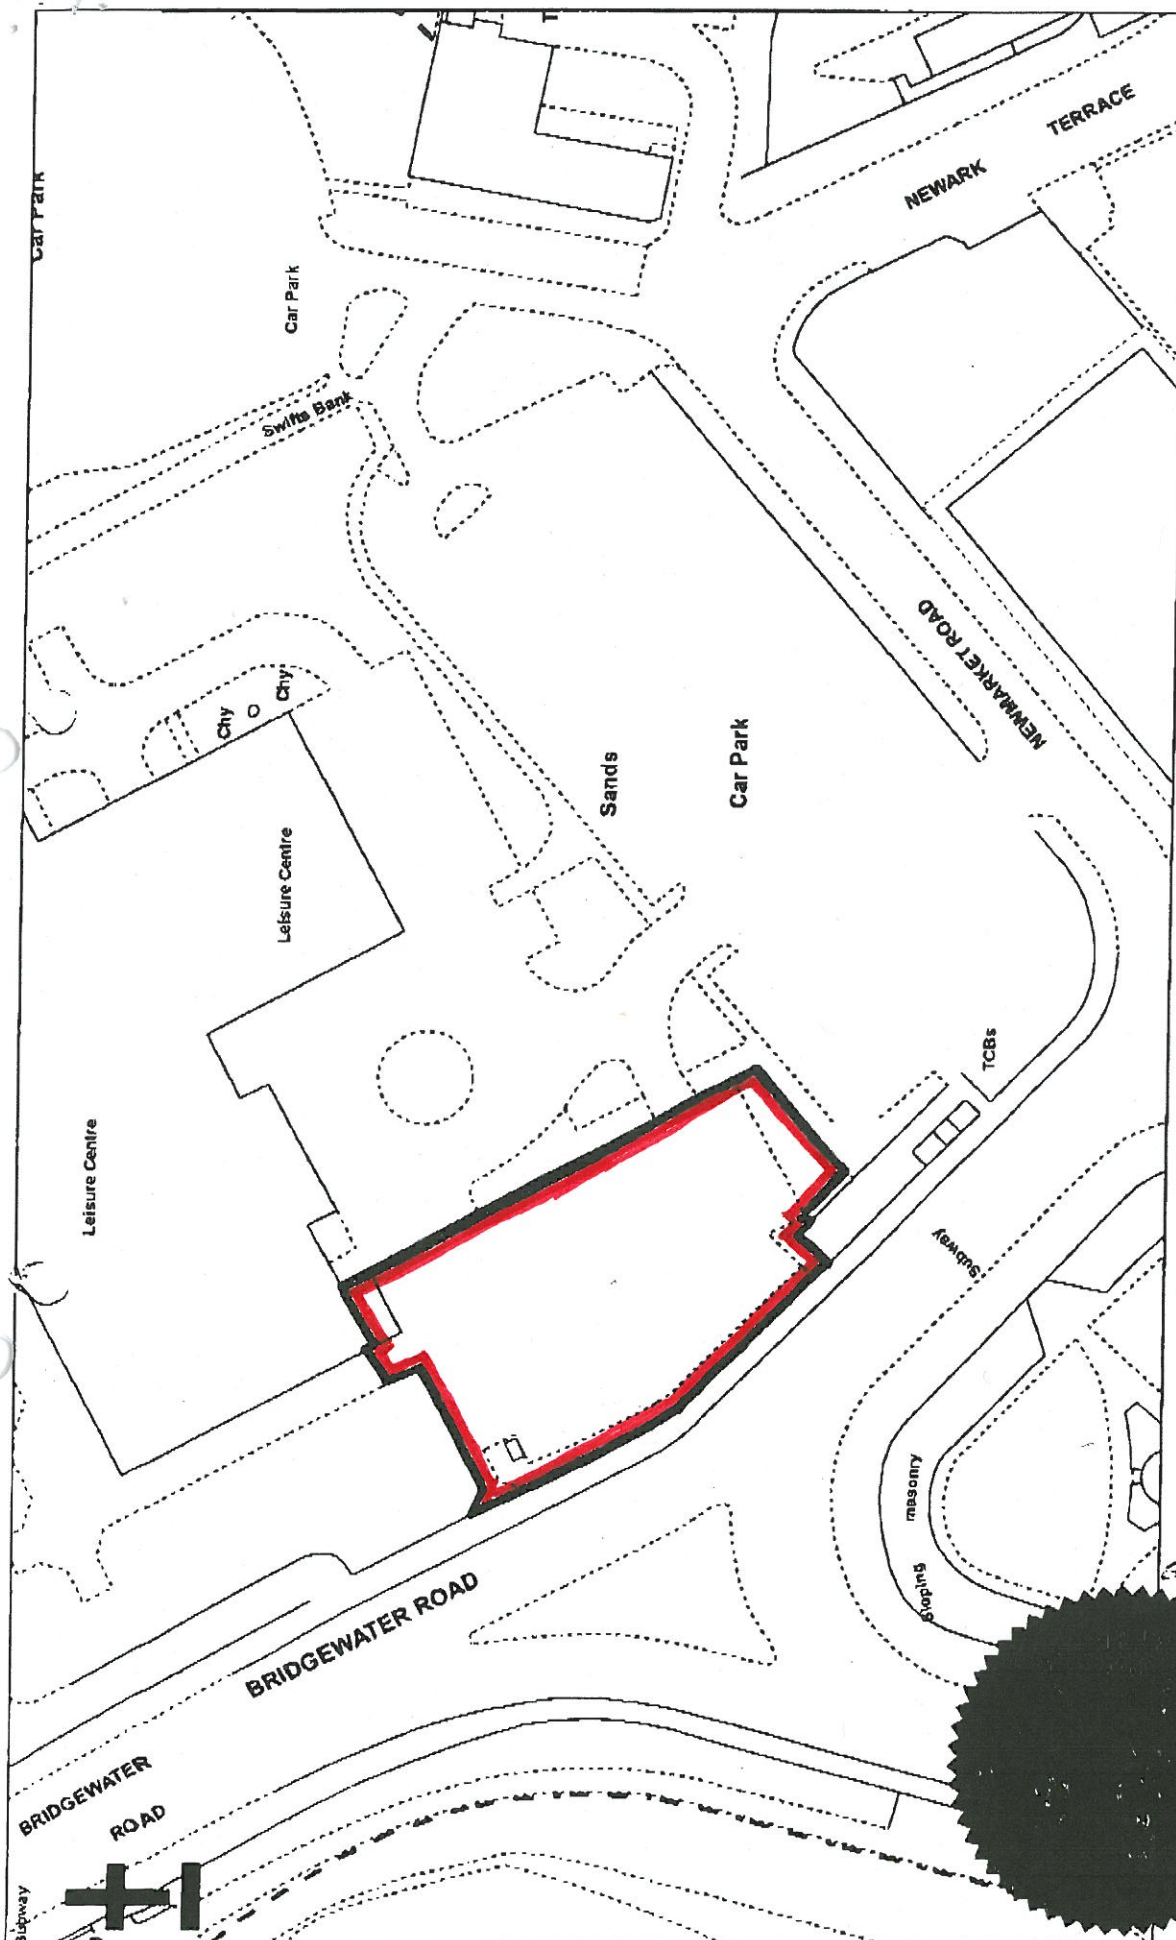 Car Park
TERRACE
NEWARK
Car Park
Swifts Bank
NEWMARKET ROAD
Chy
Chy
Sands
Car Park
Leisure Centre
Leisure Centre
TCBs
Subway
masonry
Sloping
BRIDGEWATER ROAD
BRIDGEWATER
ROAD
Subway